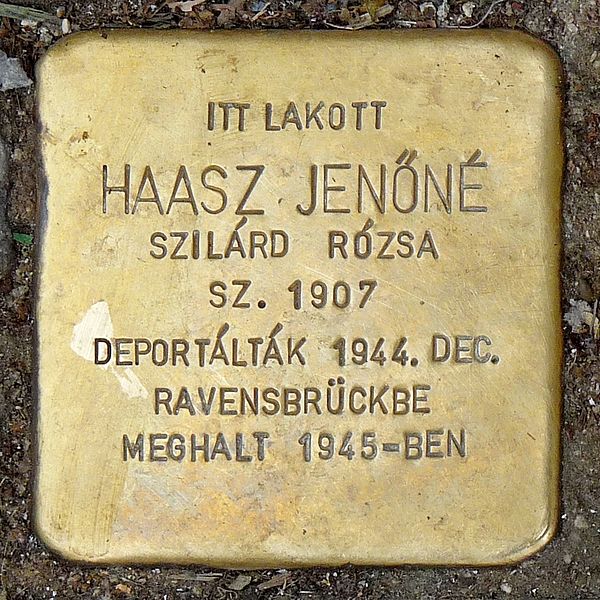 ITT LAKOTT
HAASZ JENŐNÉ
SZILÁRD RÓZSA
SZ. 1907
DEPORTÁLTÁK 1944. DEC.
RAVENSBRÜCKBE
MEGHALT 1945-BEN